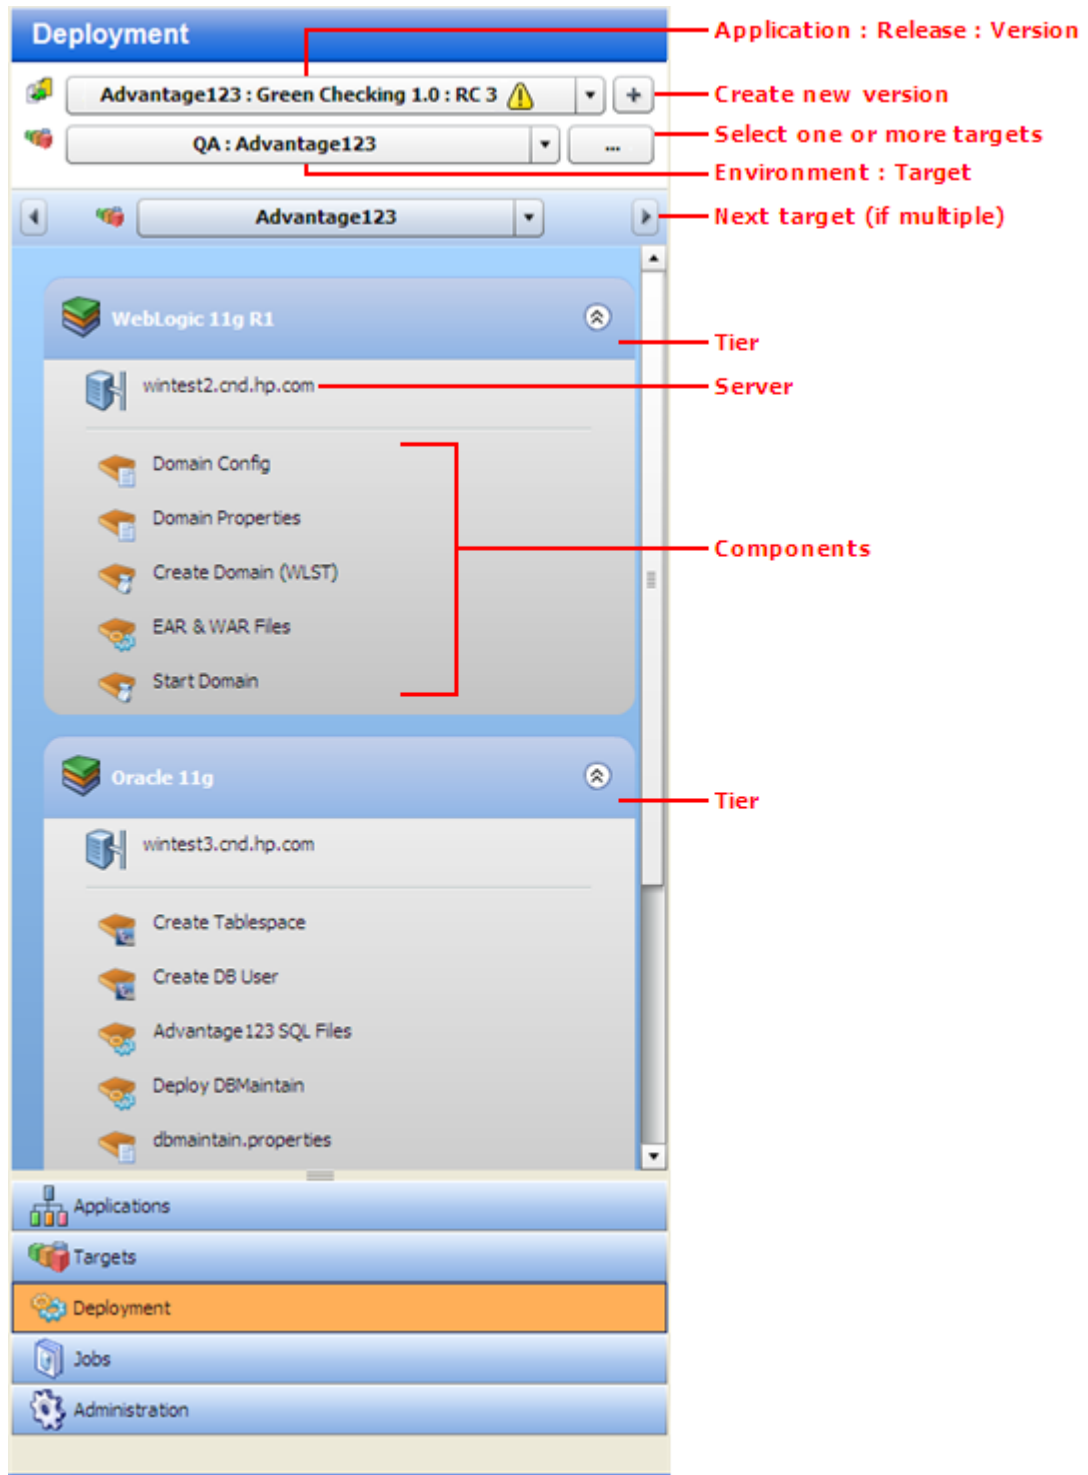 Deployment
Application : Release : Version
Advantage123 : Green Checking 1.0 : RC 3
+
Create new version
QA : Advantage123
...
Select one or more targets
Environment : Target
Advantage123
Next target (if multiple)
WebLogic 11g R1
Tier
wintest2.cnd.hp.com
Server
Domain Config
Domain Properties
Components
Create Domain (WLST)
EAR & WAR Files
Start Domain
Oracle 11g
Tier
wintest3.cnd.hp.com
Create Tablespace
Create DB User
Advantage123 SQL Files
Deploy DBMaintain
dbmaintain.properties
Applications
Targets
Deployment
Jobs
Administration